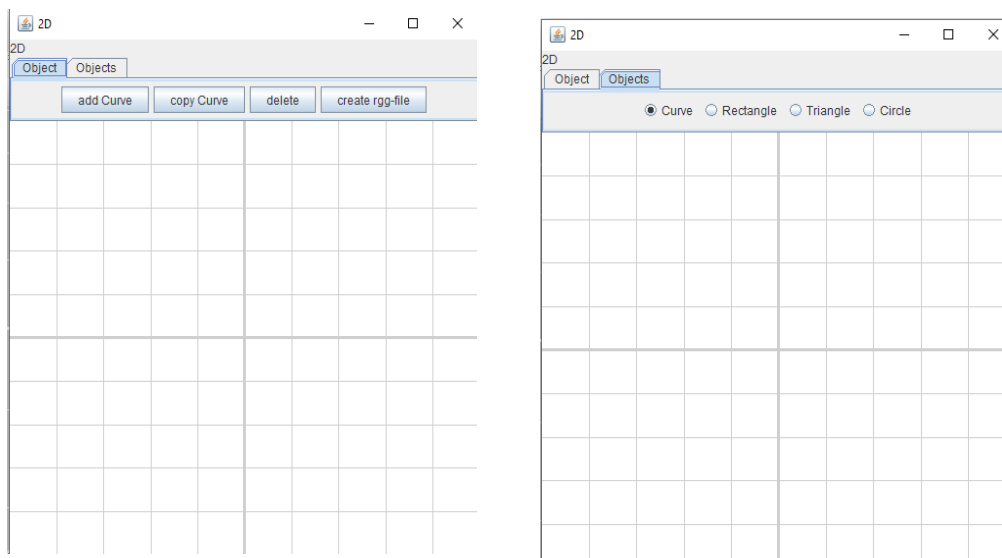 2D
2D
Object Objects
add Curve copy Curve delete create rgg-file
2D
2D
Object Objects
Curve Rectangle Triangle Circle